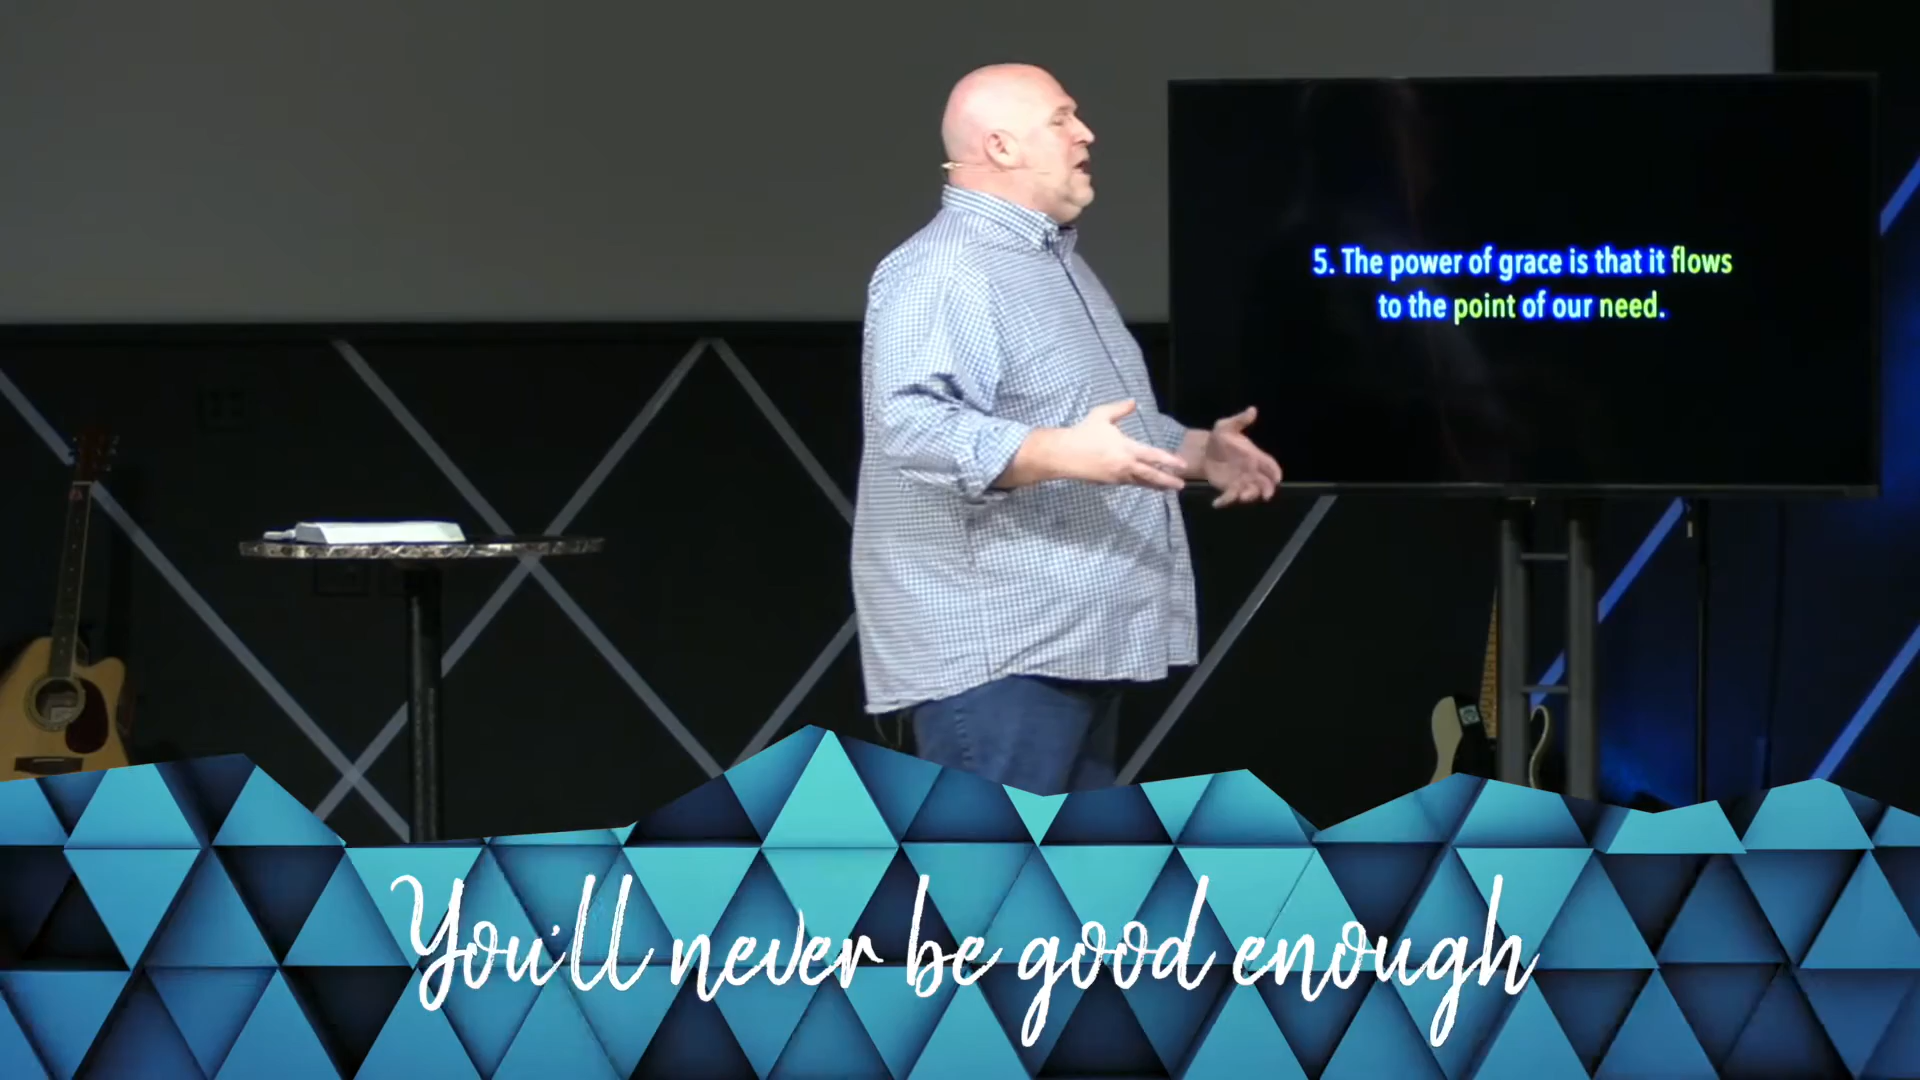 5. The power of grace is that it flows
to the point of our need.
You'll never be good enough